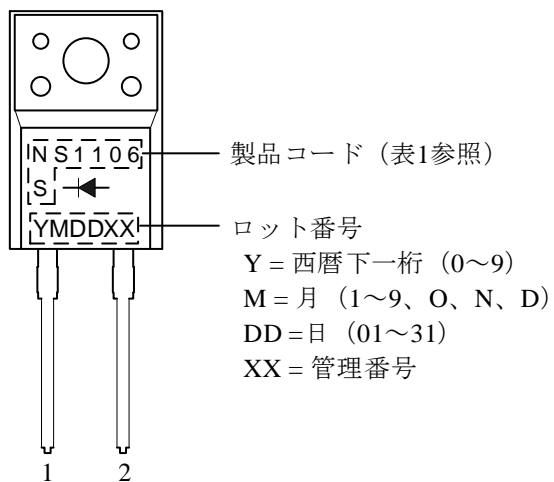 NS1106
S
YMDDXX
製品コード（表1参照）
ロット番号
Y = 西暦下一桁（0～9）
M = 月（1～9、O、N、D）
DD =日（01～31）
XX = 管理番号
1 2